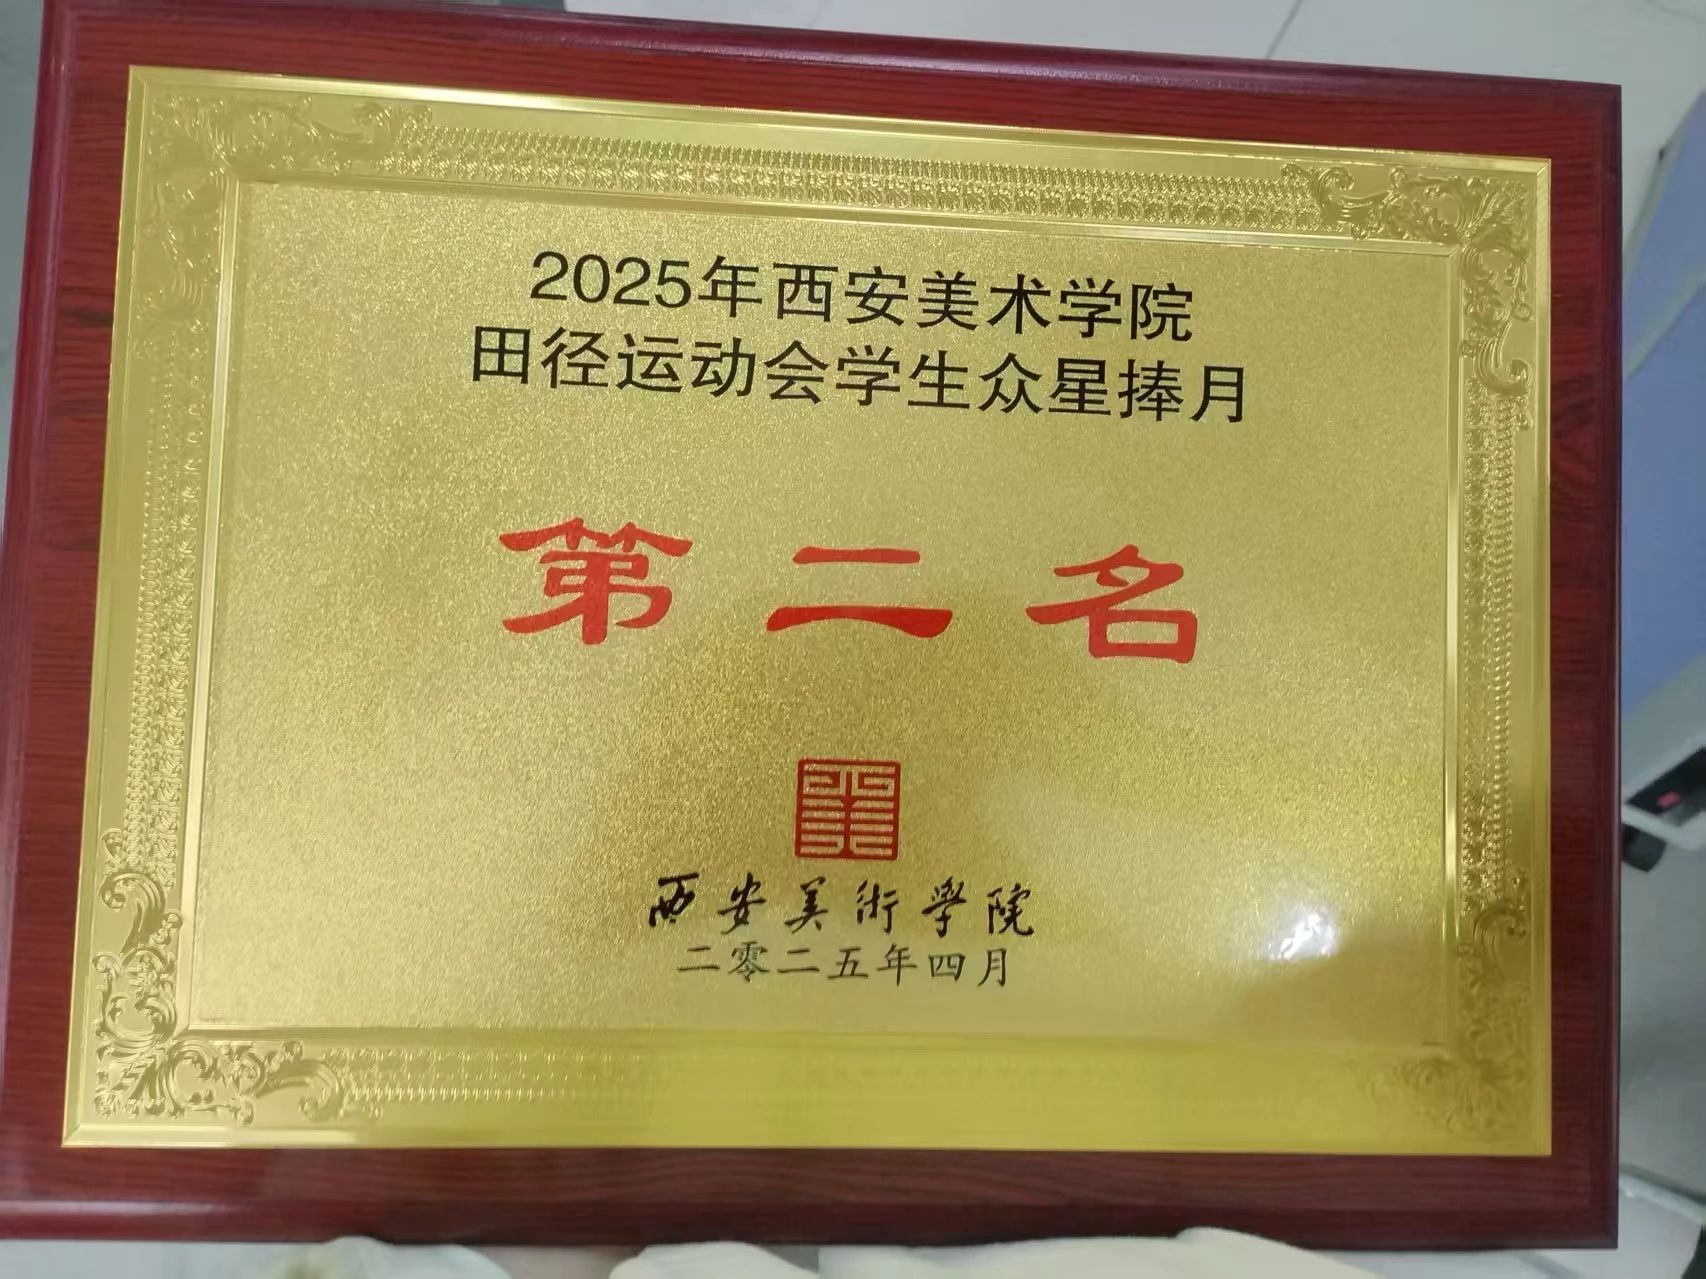 2025年西安美术学院
田径运动会学生众星捧月
第二名
西安美術學院
二零二五年四月